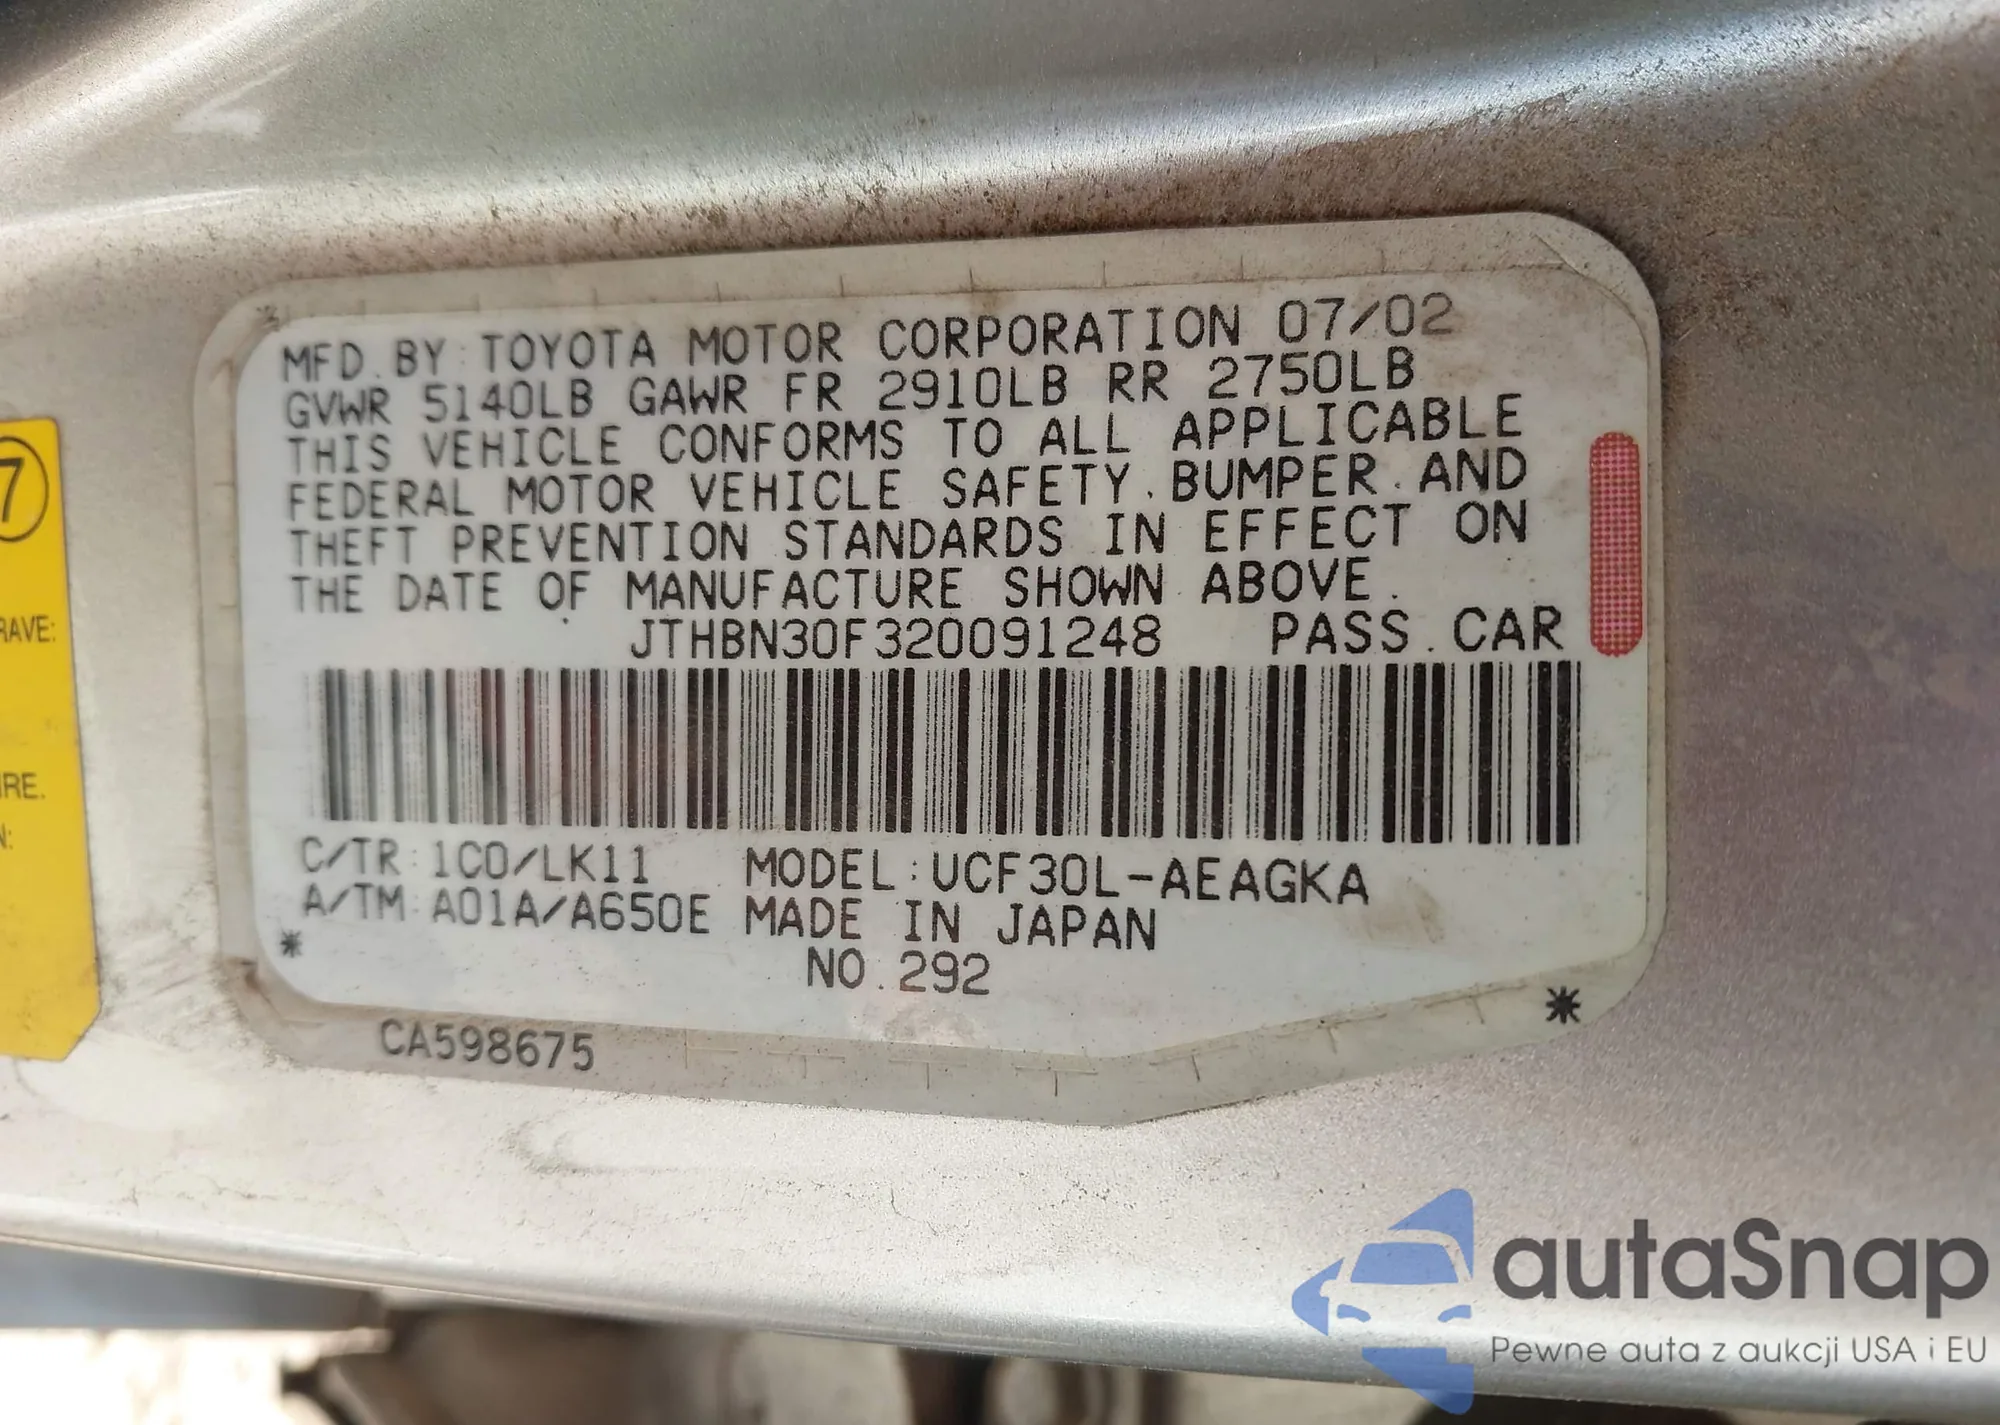 MFD. BY: TOYOTA MOTOR CORPORATION 07/02
GVWR 5140LB GAWR FR 2910LB RR 2750LB
THIS VEHICLE CONFORMS TO ALL APPLICABLE
FEDERAL MOTOR VEHICLE SAFETY. BUMPER. AND
THEFT PREVENTION STANDARDS IN EFFECT ON
THE DATE OF MANUFACTURE SHOWN ABOVE.
JTHBN30F320091248 PASS. CAR
C/TR: 1C0/LK11 MODEL: UCF30L-AEAGKA
A/TM: A01A/A650E MADE IN JAPAN
* NO. 292
*
CA598675
7
RAVE:
IRE.
N:
autaSnap
Pewne auta z aukcji USA i EU